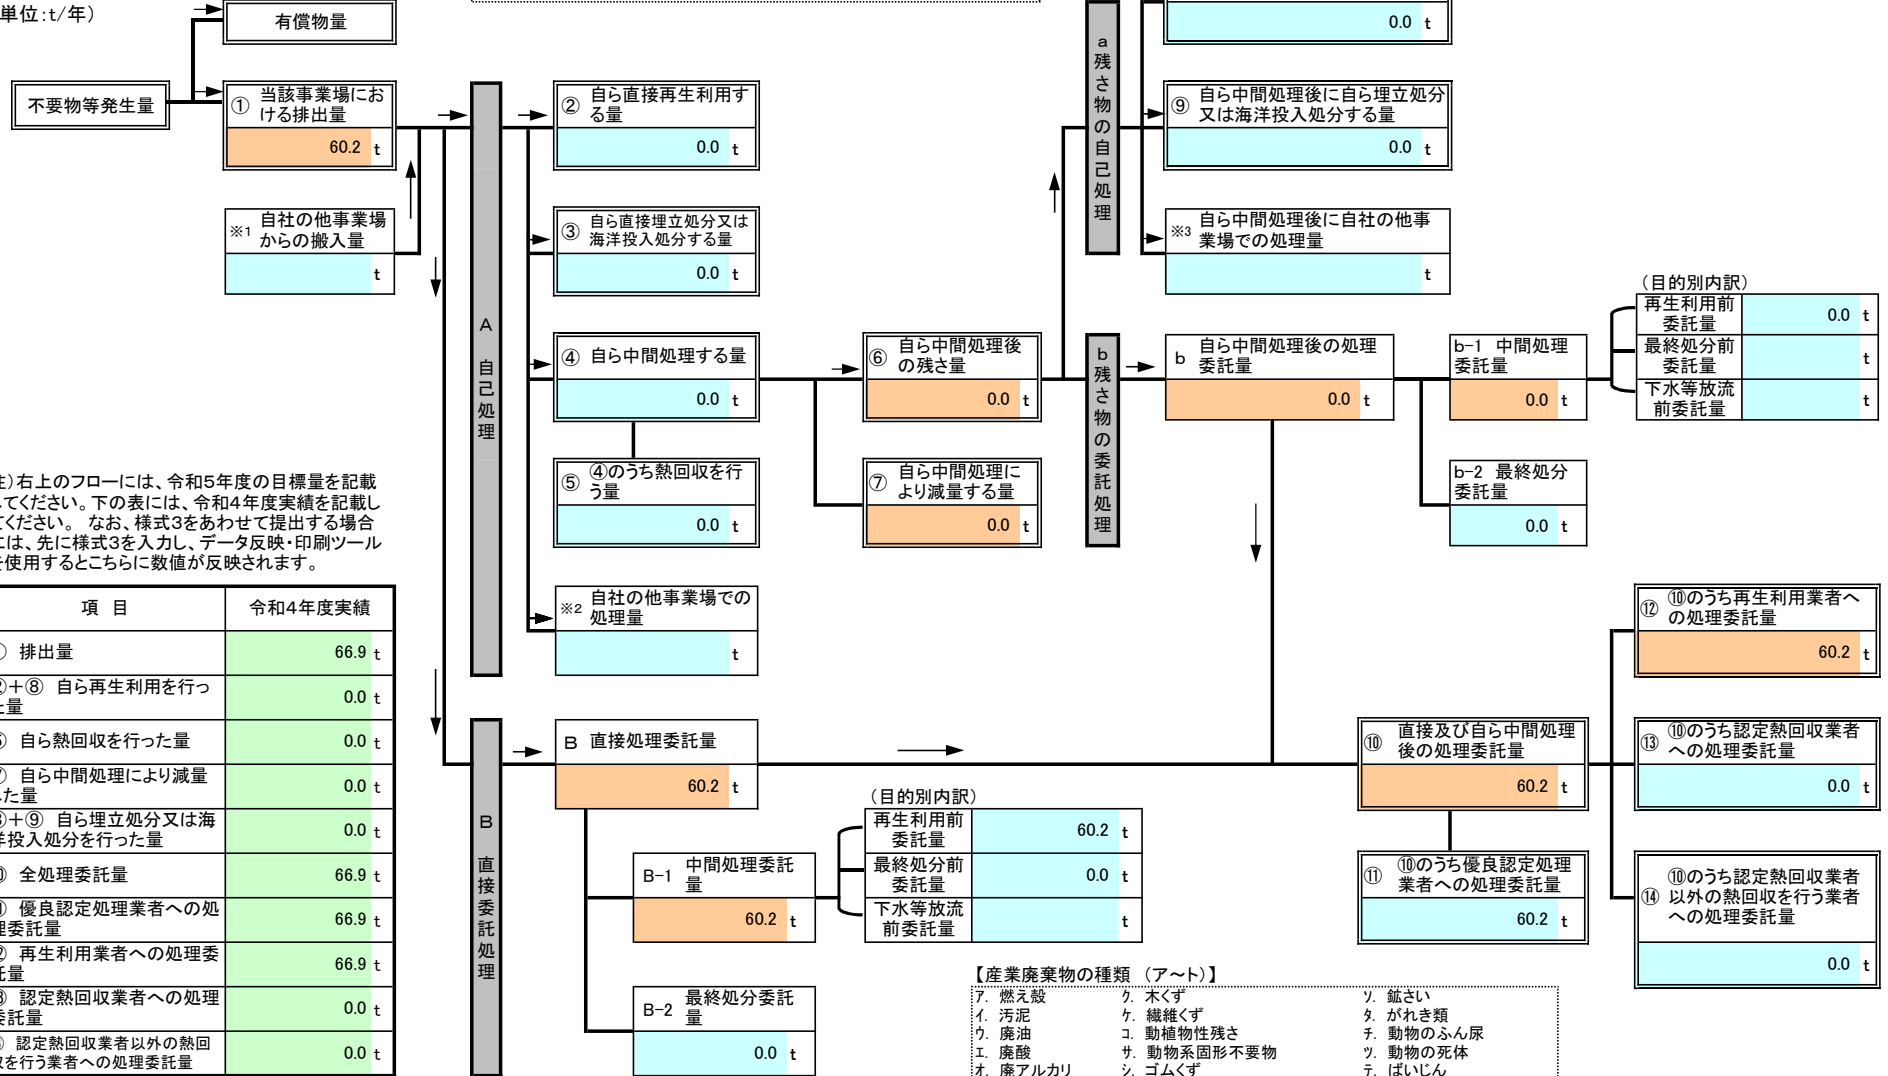 単位:t/年）
有償物量
不要物等発生量
① 当該事業場にお
ける排出量
60.2 t
※1 自社の他事業場
からの搬入量
t
A 自己処理
② 自ら直接再生利用す
る量
0.0 t
③ 自ら直接埋立処分又は
海洋投入処分する量
0.0 t
④ 自ら中間処理する量
0.0 t
⑤ ④のうち熱回収を行
う量
0.0 t
※2 自社の他事業場での
処理量
t
⑥ 自ら中間処理後
の残さ量
0.0 t
⑦ 自ら中間処理に
より減量する量
0.0 t
a 残さ物の自己処理
0.0 t
⑨ 自ら中間処理後に自ら埋立処分
又は海洋投入処分する量
0.0 t
※3 自ら中間処理後に自社の他事
業場での処理量
t
b 残さ物の委託処理
b 自ら中間処理後の処理
委託量
0.0 t
b-1 中間処理
委託量
0.0 t
b-2 最終処分
委託量
0.0 t
（目的別内訳）
再生利用前
委託量
0.0 t
最終処分前
委託量
t
下水等放流
前委託量
t
注）右上のフローには、令和5年度の目標量を記載
してください。下の表には、令和4年度実績を記載し
てください。 なお、様式3をあわせて提出する場合
には、先に様式3を入力し、データ反映・印刷ツール
を使用するとこちらに数値が反映されます。
項 目 令和4年度実績
① 排出量 66.9 t
②＋⑧ 自ら再生利用を行っ
た量 0.0 t
⑤ 自ら熱回収を行った量 0.0 t
⑦ 自ら中間処理により減量
した量 0.0 t
③＋⑨ 自ら埋立処分又は海
洋投入処分を行った量 0.0 t
⑩ 全処理委託量 66.9 t
⑪ 優良認定処理業者への処
理委託量 66.9 t
⑫ 再生利用業者への処理委
託量 66.9 t
⑬ 認定熱回収業者への処理
委託量 0.0 t
⑭ 認定熱回収業者以外の熱回
収を行う業者への処理委託量 0.0 t
B 直接委託処理
B 直接処理委託量
60.2 t
B-1 中間処理委託
量
60.2 t
B-2 最終処分委託
量
0.0 t
（目的別内訳）
再生利用前
委託量
60.2 t
最終処分前
委託量
0.0 t
下水等放流
前委託量
t
⑩ 直接及び自ら中間処理
後の処理委託量
60.2 t
⑪ ⑩のうち優良認定処理
業者への処理委託量
60.2 t
⑫ ⑩のうち再生利用業者へ
の処理委託量
60.2 t
⑬ ⑩のうち認定熱回収業者
への処理委託量
0.0 t
⑭ ⑩のうち認定熱回収業者
以外の熱回収を行う業者
への処理委託量
0.0 t
【産業廃棄物の種類 （ア～ト）】
ア. 燃え殻 ク. 木くず ソ. 鉱さい
イ. 汚泥 ケ. 繊維くず タ. がれき類
ウ. 廃油 コ. 動植物性残さ チ. 動物のふん尿
エ. 廃酸 サ. 動物系固形不要物 ツ. 動物の死体
オ. 廃アルカリ シ. ゴムくず テ. ばいじん